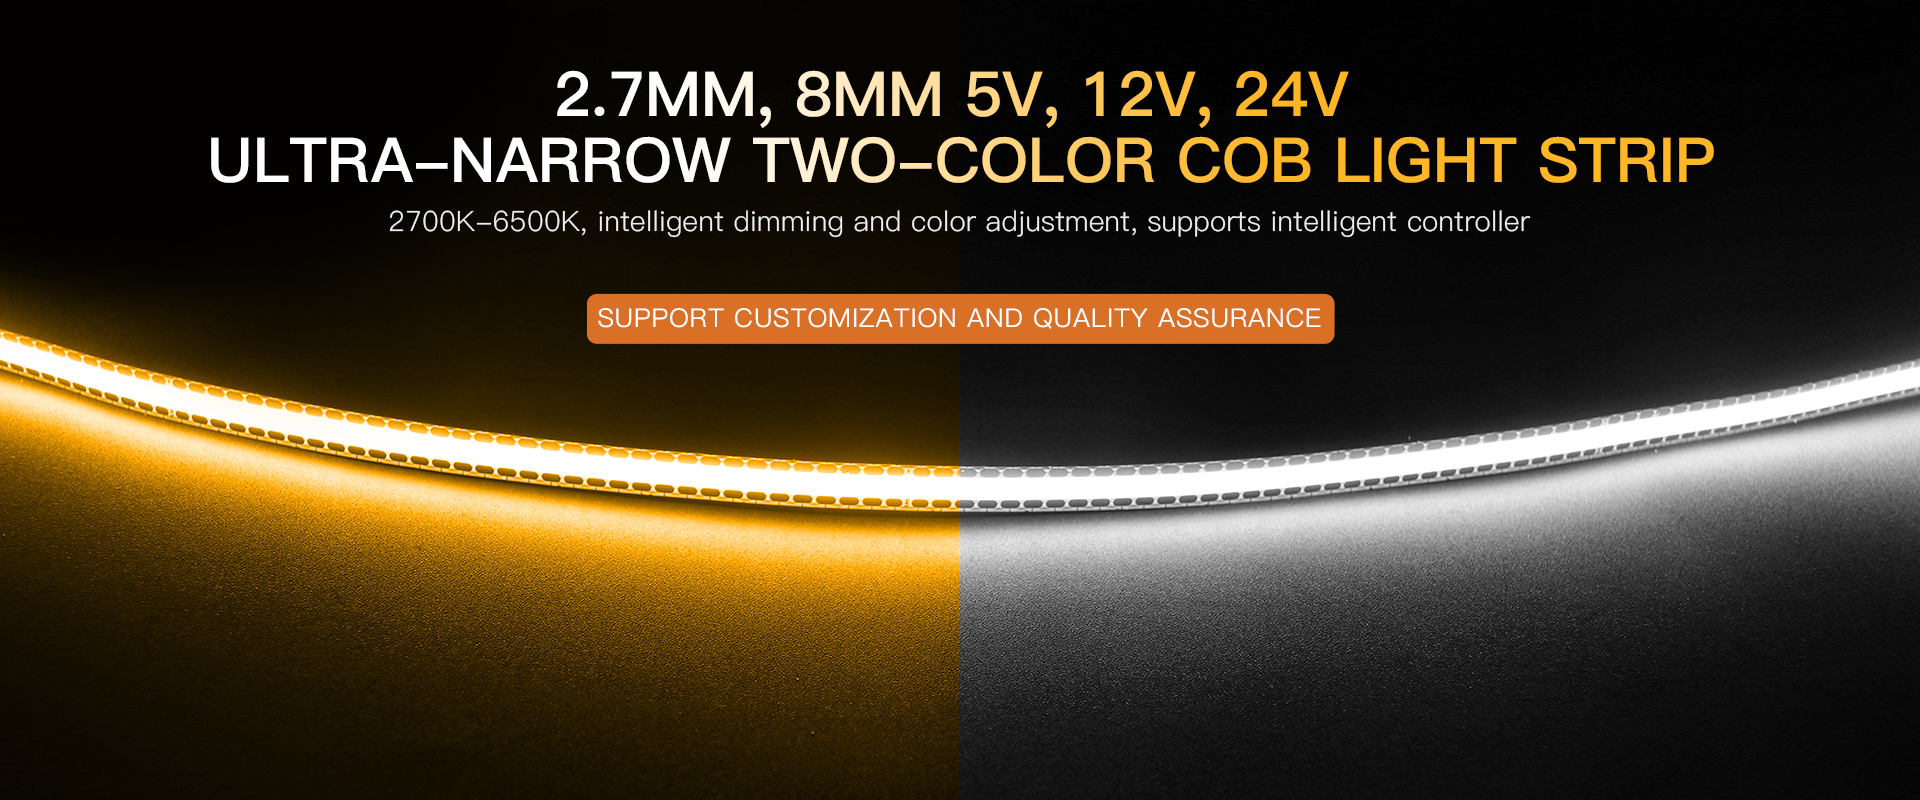 2.7MM, 8MM 5V, 12V, 24V
ULTRA-NARROW TWO-COLOR COB LIGHT STRIP
2700K-6500K, intelligent dimming and color adjustment, supports intelligent controller
SUPPORT CUSTOMIZATION AND QUALITY ASSURANCE